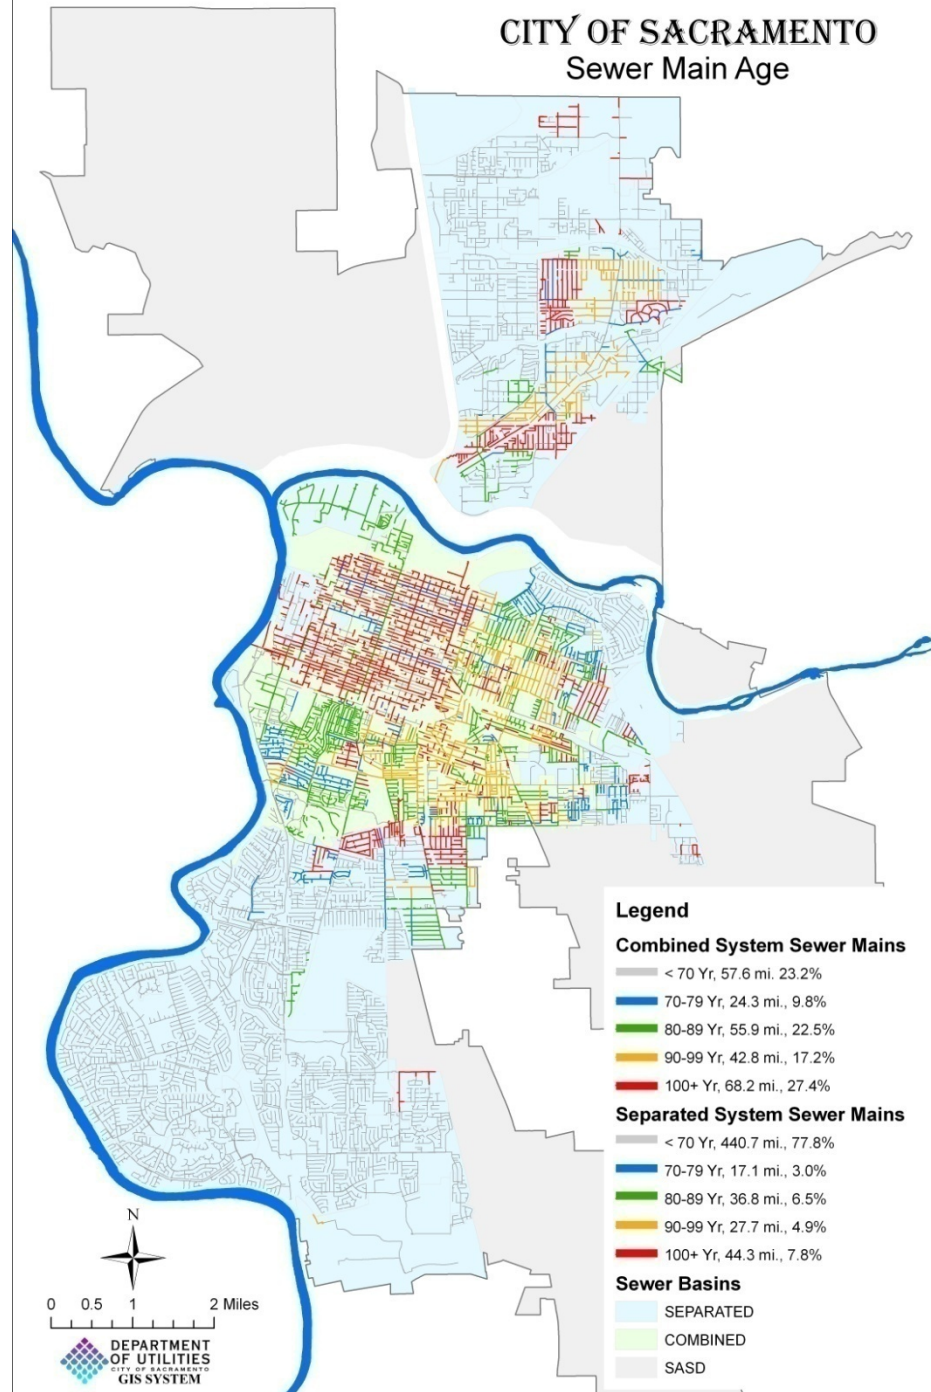 CITY OF SACRAMENTO
Sewer Main Age
Legend
Combined System Sewer Mains
< 70 Yr, 57.6 mi. 23.2%
70-79 Yr, 24.3 mi., 9.8%
80-89 Yr, 55.9 mi., 22.5%
90-99 Yr, 42.8 mi., 17.2%
100+ Yr, 68.2 mi., 27.4%
Separated System Sewer Mains
< 70 Yr, 440.7 mi., 77.8%
70-79 Yr, 17.1 mi., 3.0%
80-89 Yr, 36.8 mi., 6.5%
90-99 Yr, 27.7 mi., 4.9%
100+ Yr, 44.3 mi., 7.8%
Sewer Basins
SEPARATED
COMBINED
SASD
N
0 0.5 1 2 Miles
DEPARTMENT
OF UTILITIES
CITY OF SACRAMENTO
GIS SYSTEM